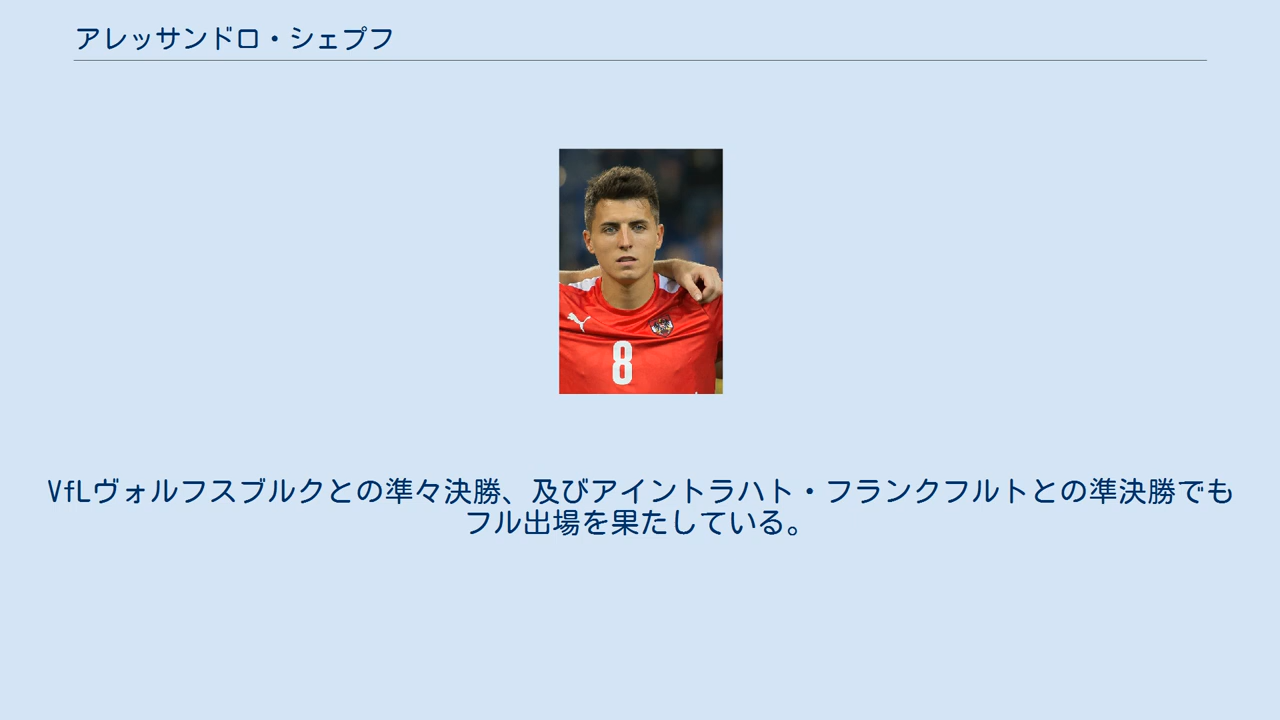 アレッサンドロ・シェプフ
8
VfLヴォルフスブルクとの準々決勝、及びアイントラハト・フランクフルトとの準決勝でも
フル出場を果たしている。